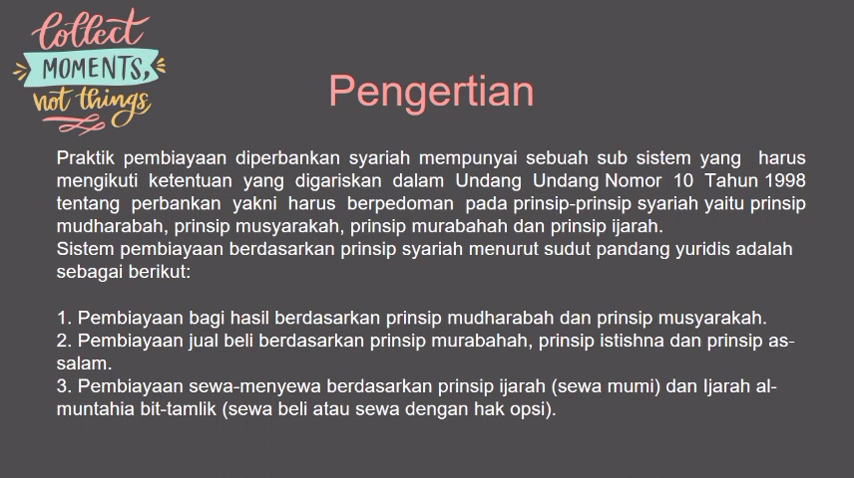 Collect
MOMENTS,
not things
Pengertian
Praktik pembiayaan diperbankan syariah mempunyai sebuah sub sistem yang harus
mengikuti ketentuan yang digariskan dalam Undang Undang Nomor 10 Tahun 1998
tentang perbankan yakni harus berpedoman pada prinsip-prinsip syariah yaitu prinsip
mudharabah, prinsip musyarakah, prinsip murabahah dan prinsip ijarah.
Sistem pembiayaan berdasarkan prinsip syariah menurut sudut pandang yuridis adalah
sebagai berikut:
1. Pembiayaan bagi hasil berdasarkan prinsip mudharabah dan prinsip musyarakah.
2. Pembiayaan jual beli berdasarkan prinsip murabahah, prinsip istishna dan prinsip as-
salam.
3. Pembiayaan sewa-menyewa berdasarkan prinsip ijarah (sewa mumi) dan Ijarah al-
muntahia bit-tamlik (sewa beli atau sewa dengan hak opsi).